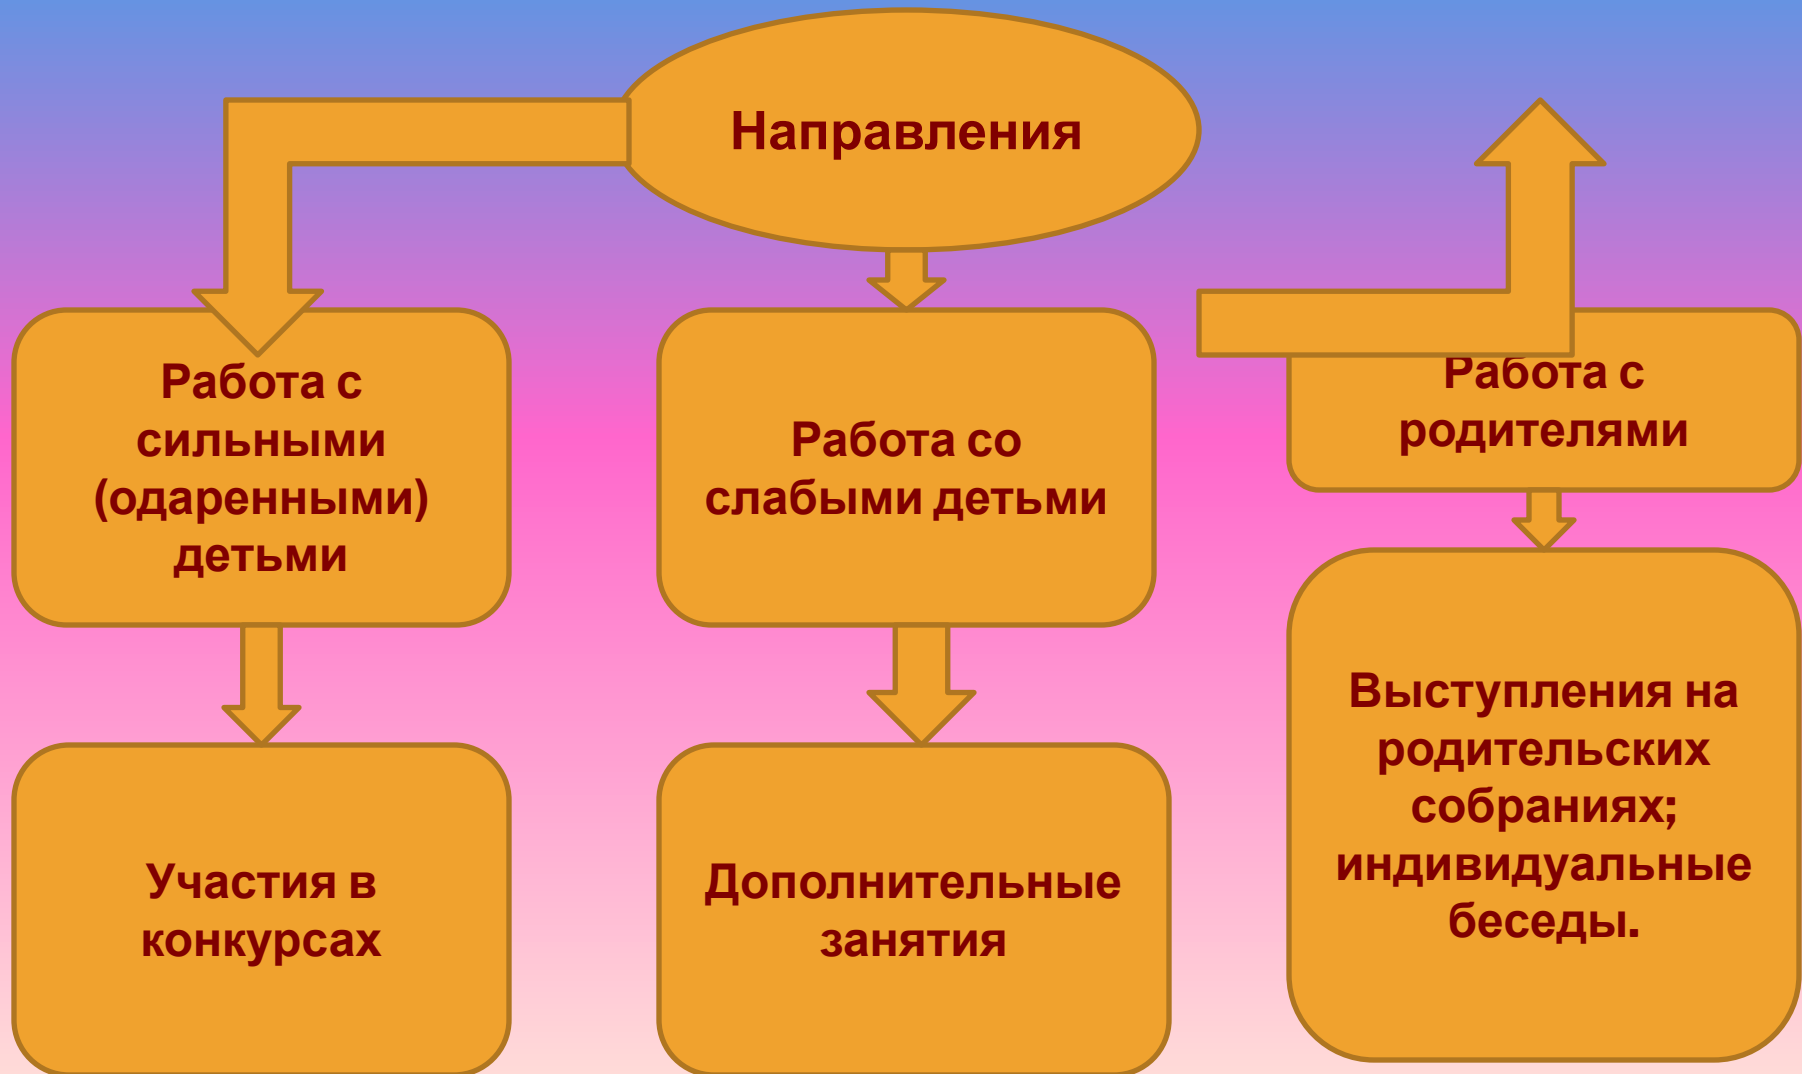 Направления
Работа с
сильными
(одаренными)
детьми
Работа со
слабыми детьми
Работа с
родителями
Участия в
конкурсах
Дополнительные
занятия
Выступления на
родительских
собраниях;
индивидуальные
беседы.